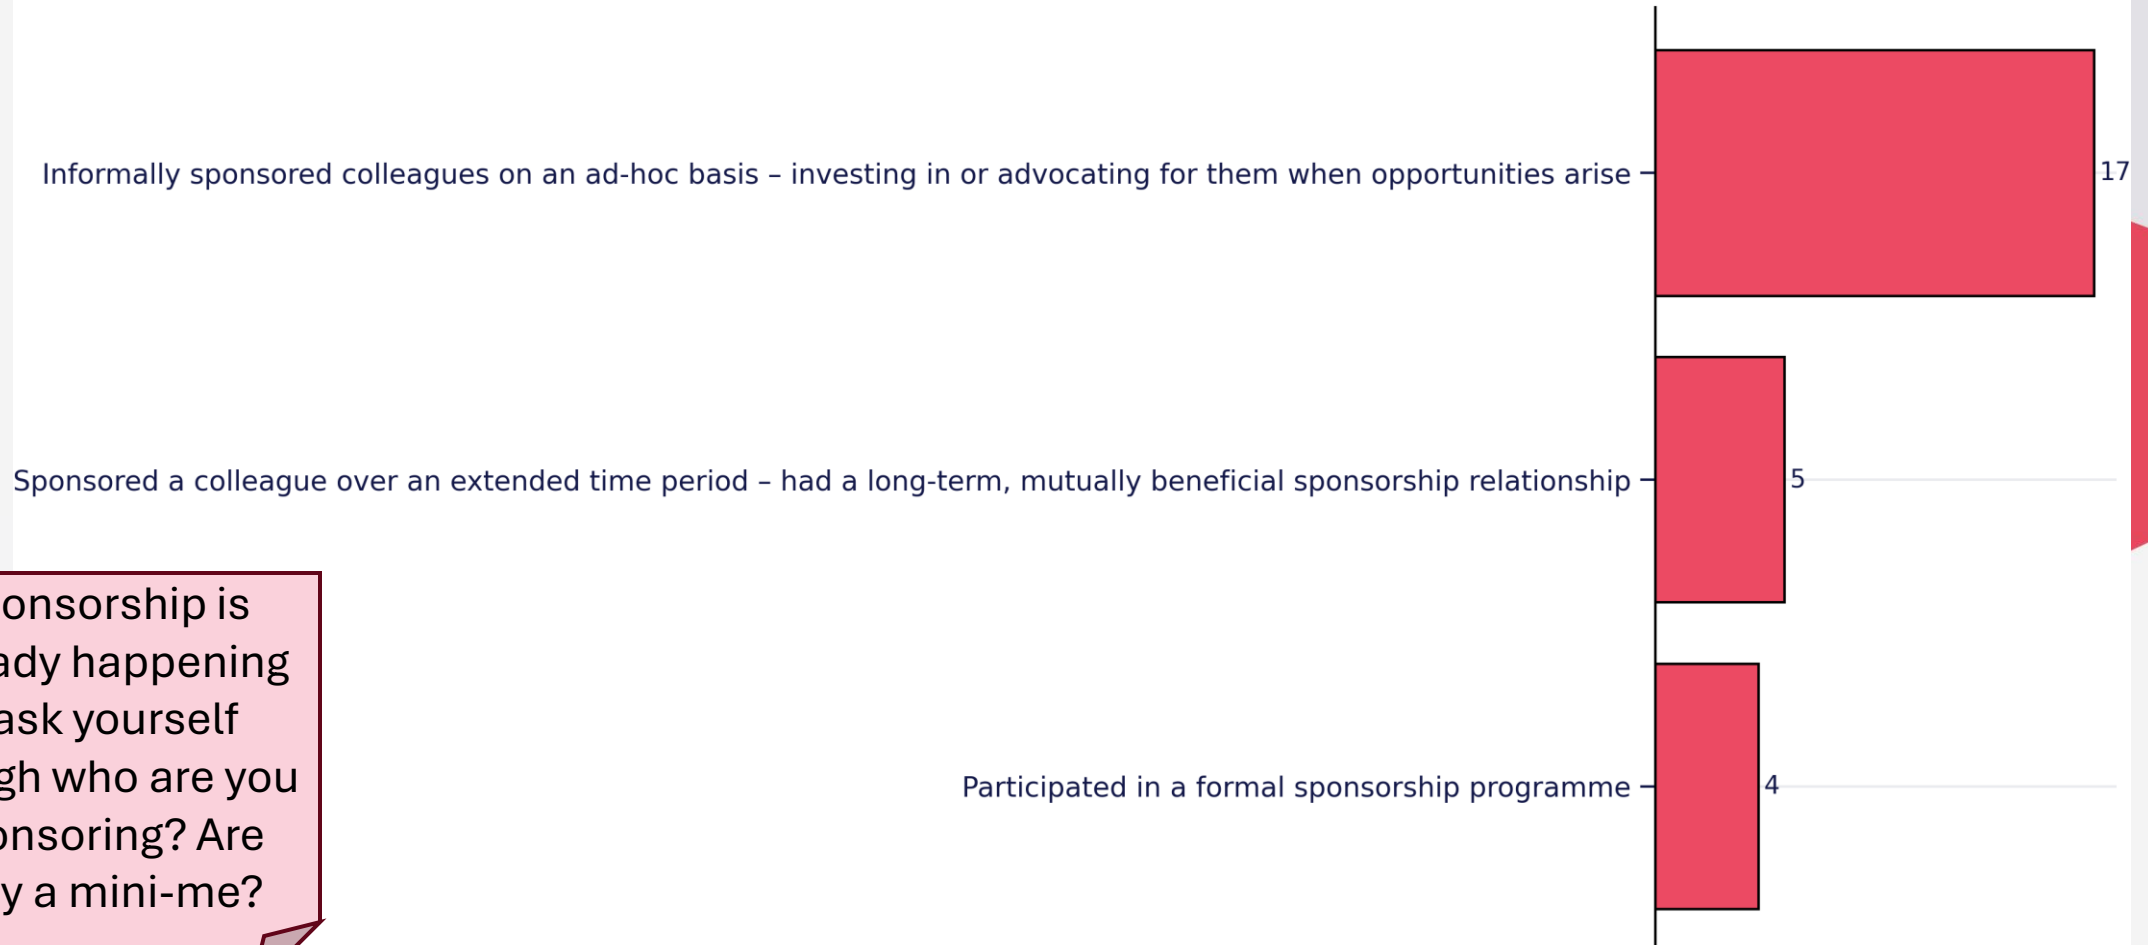 Informally sponsored colleagues on an ad-hoc basis – investing in or advocating for them when opportunities arise
17
Sponsored a colleague over an extended time period – had a long-term, mutually beneficial sponsorship relationship
5
Participated in a formal sponsorship programme
4
onsorship is
ady happening
ask yourself
gh who are you
onsoring? Are
y a mini-me?